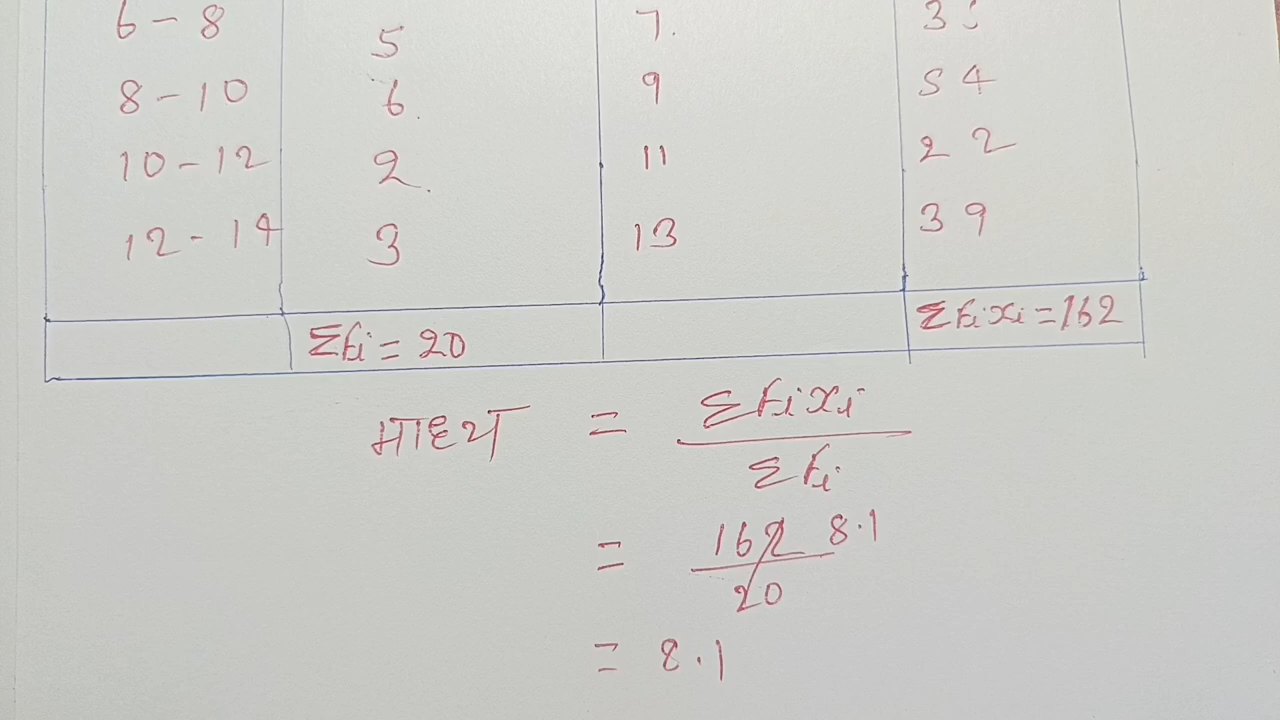 6-8 5 7. 3
8-10 6. 9 54
10-12 2. 11 22
12-14 3 13 39
Σfi = 20 Σfixi = 162
माध्य = Σfixi
Σfi
= 162 8.1
20
= 8.1